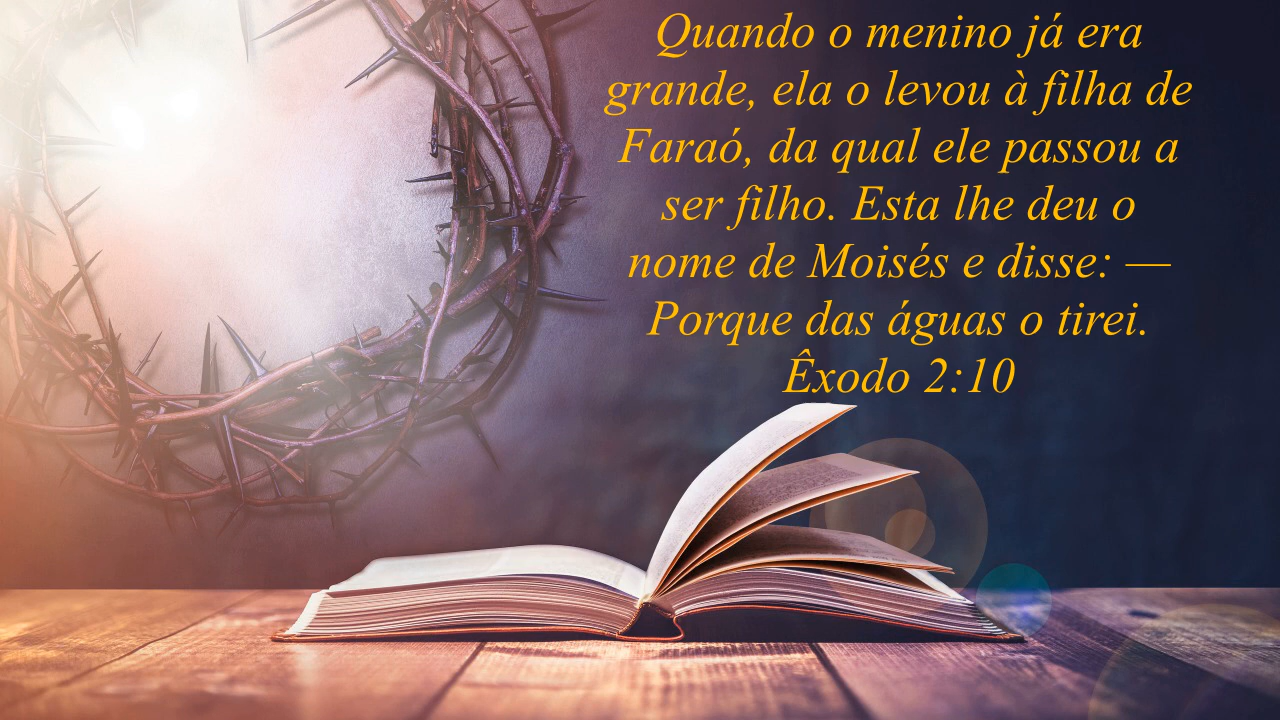 Quando o menino já era
grande, ela o levou à filha de
Faraó, da qual ele passou a
ser filho. Esta lhe deu o
nome de Moisés e disse: —
Porque das águas o tirei.
Êxodo 2:10